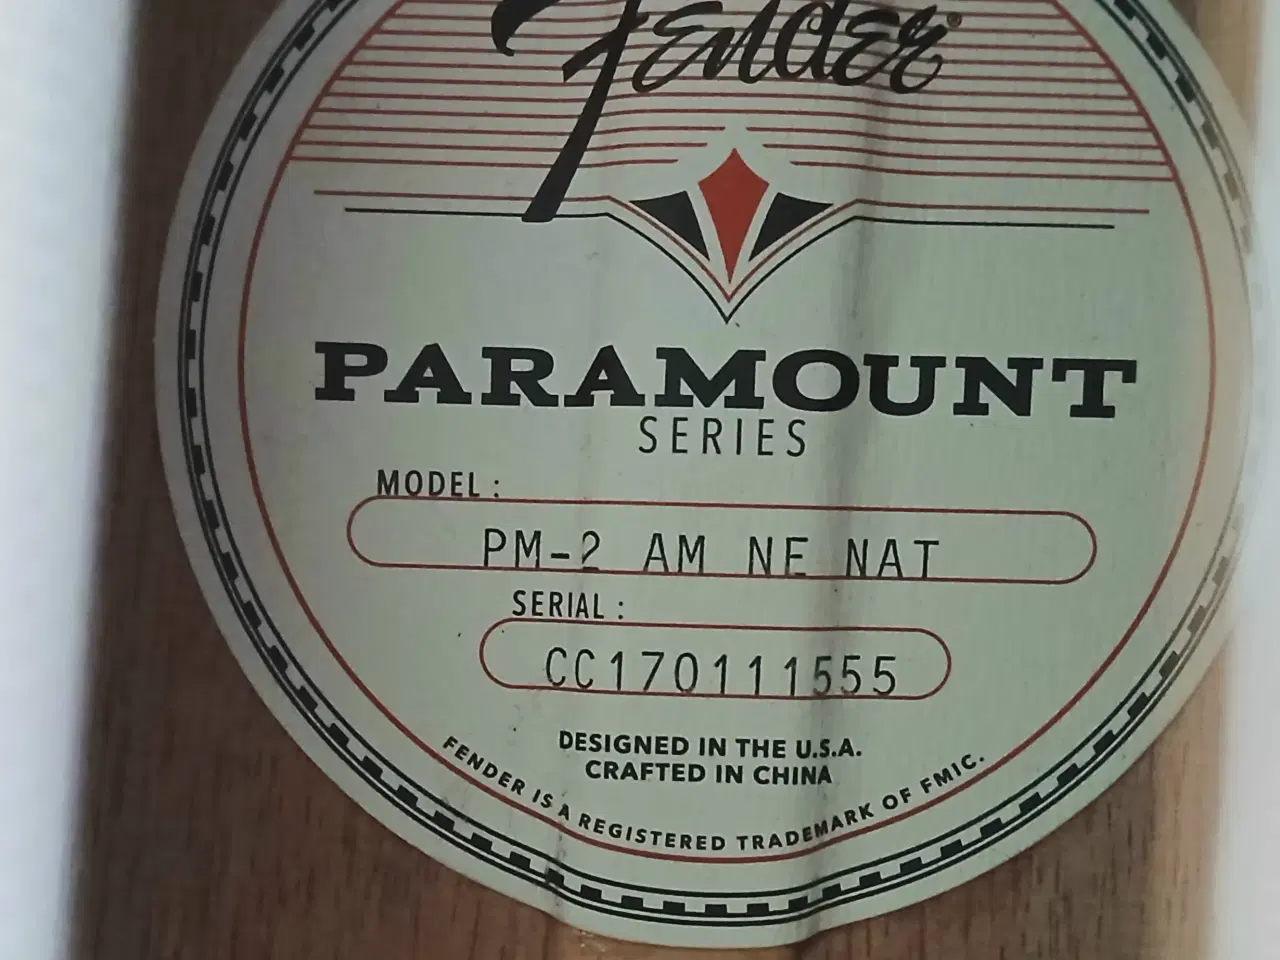 Fender®
PARAMOUNT
SERIES
MODEL :
PM-2 AM NE NAT
SERIAL :
CC170111555
DESIGNED IN THE U.S.A.
CRAFTED IN CHINA
FENDER IS A REGISTERED TRADEMARK OF FMIC.